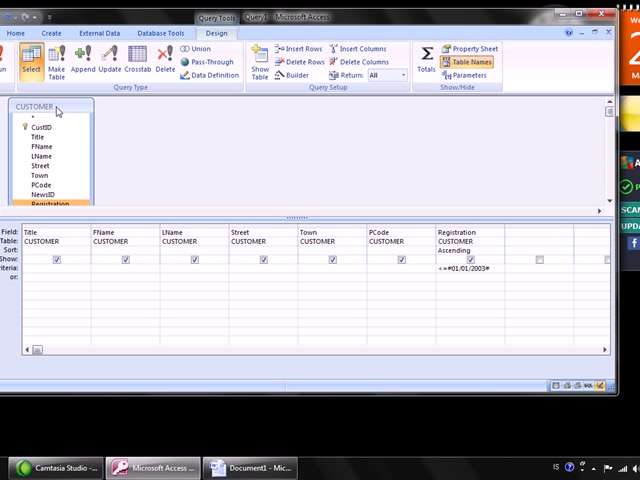 Query Tools Query1 - Microsoft Access
Home Create External Data Database Tools Design
Select
Make Table
Append
Update
Crosstab
Delete
Union
Pass-Through
Data Definition
Query Type
Show Table
Insert Rows
Delete Rows
Builder
Insert Columns
Delete Columns
Return: All
Query Setup
Totals
Property Sheet
Table Names
Parameters
Show/Hide
CUSTOMER
*
CustID
Title
FName
LName
Street
Town
PCode
NewsID
Registration
Field: Title FName LName Street Town PCode Registration
Table: CUSTOMER CUSTOMER CUSTOMER CUSTOMER CUSTOMER CUSTOMER CUSTOMER
Sort: Ascending
Show:
<=#01/01/2003#
or:
SQL
SCAN
UPDA
Camtasia Studio -... Microsoft Access ... Document1 - Mic...
IS